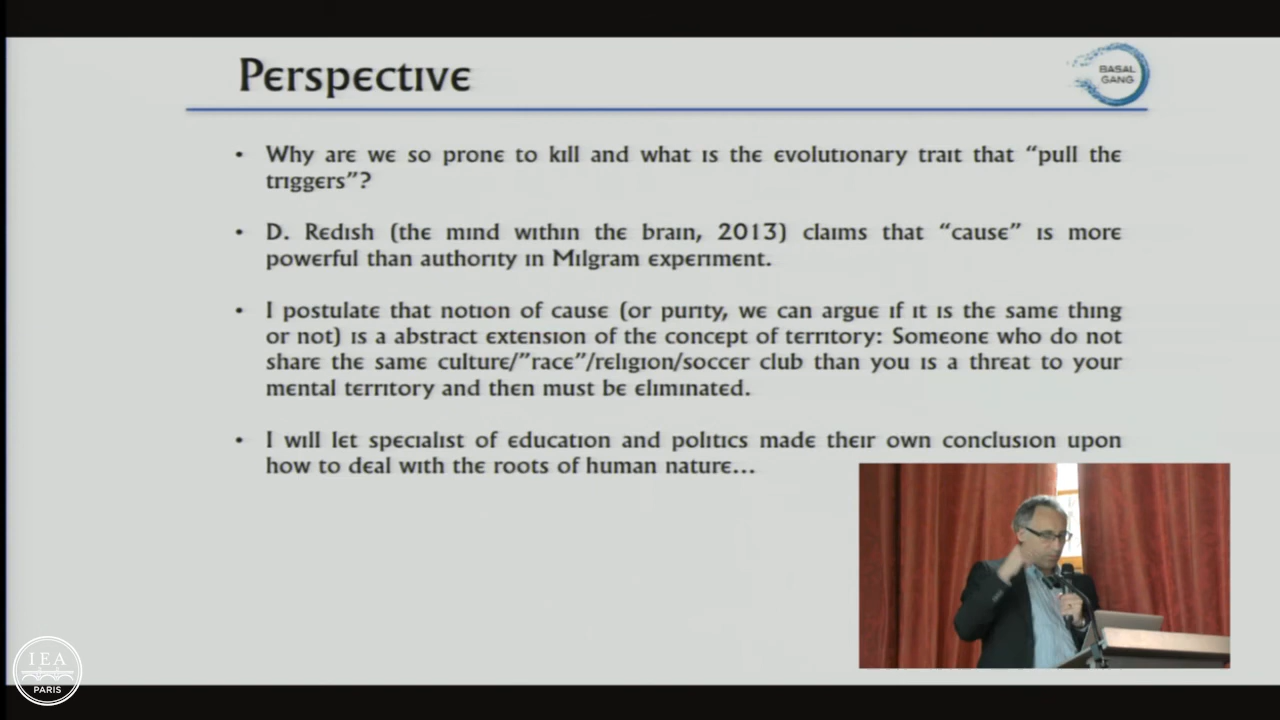 Perspective
BASAL
GANG
• Why are we so prone to kill and what is the evolutionary trait that “pull the
triggers”?
• D. Redish (the mind within the brain, 2013) claims that “cause” is more
powerful than authority in Milgram experiment.
• I postulate that notion of cause (or purity, we can argue if it is the same thing
or not) is a abstract extension of the concept of territory: Someone who do not
share the same culture/”race”/religion/soccer club than you is a threat to your
mental territory and then must be eliminated.
• I will let specialist of education and politics made their own conclusion upon
how to deal with the roots of human nature...
IEA
PARIS